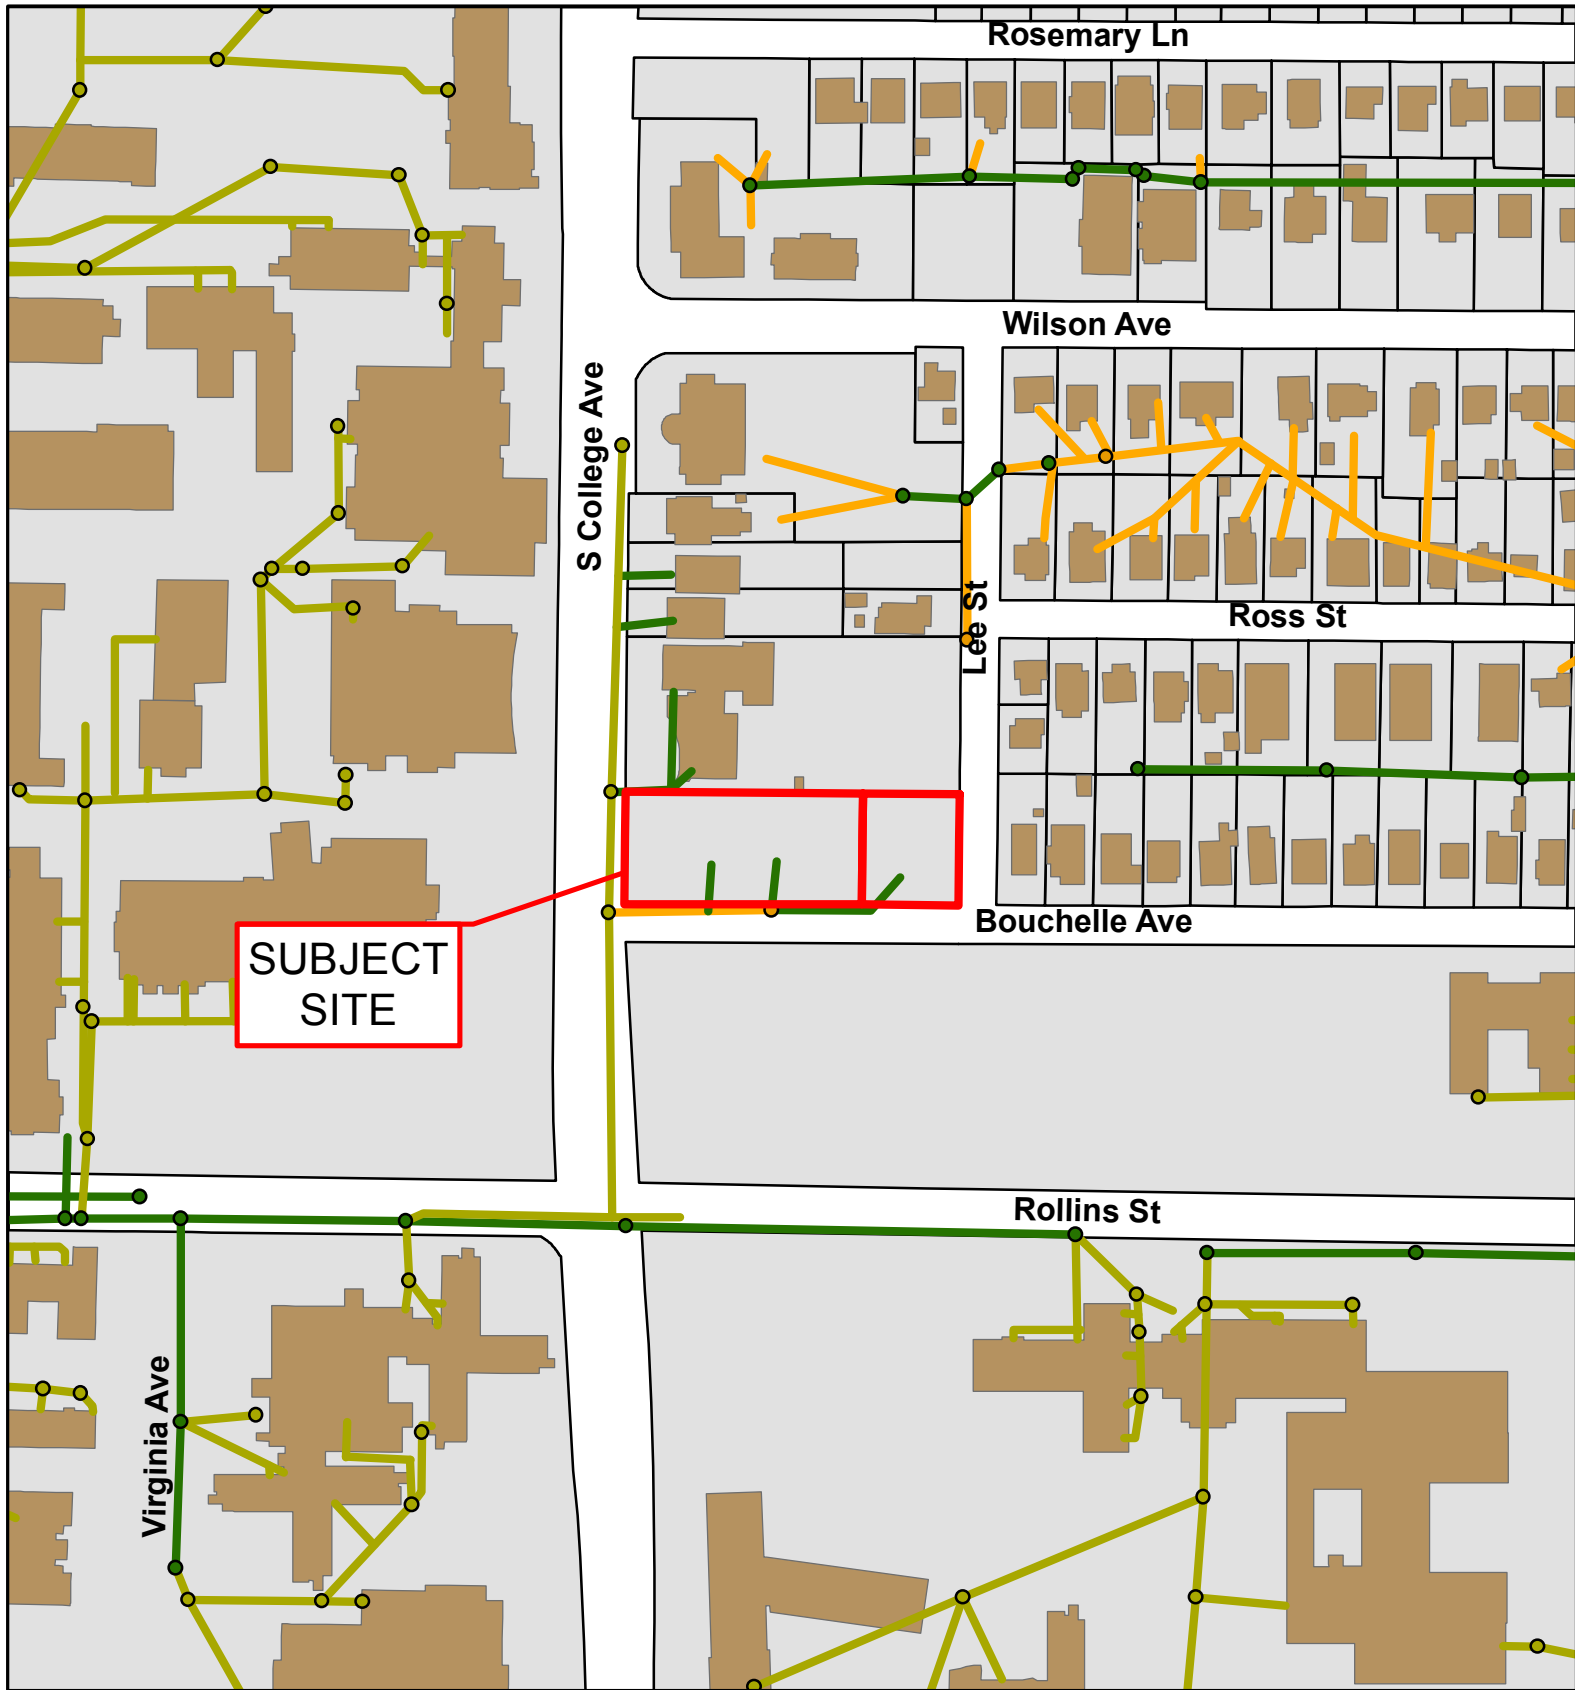 Rosemary Ln
Wilson Ave
S College Ave
Lee St
Ross St
Bouchelle Ave
SUBJECT
SITE
Rollins St
Virginia Ave